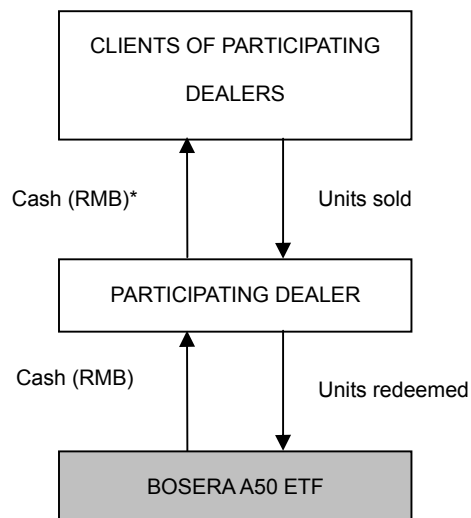 CLIENTS OF PARTICIPATING
DEALERS
Cash (RMB)*
Units sold
PARTICIPATING DEALER
Cash (RMB)
Units redeemed
BOSERA A50 ETF